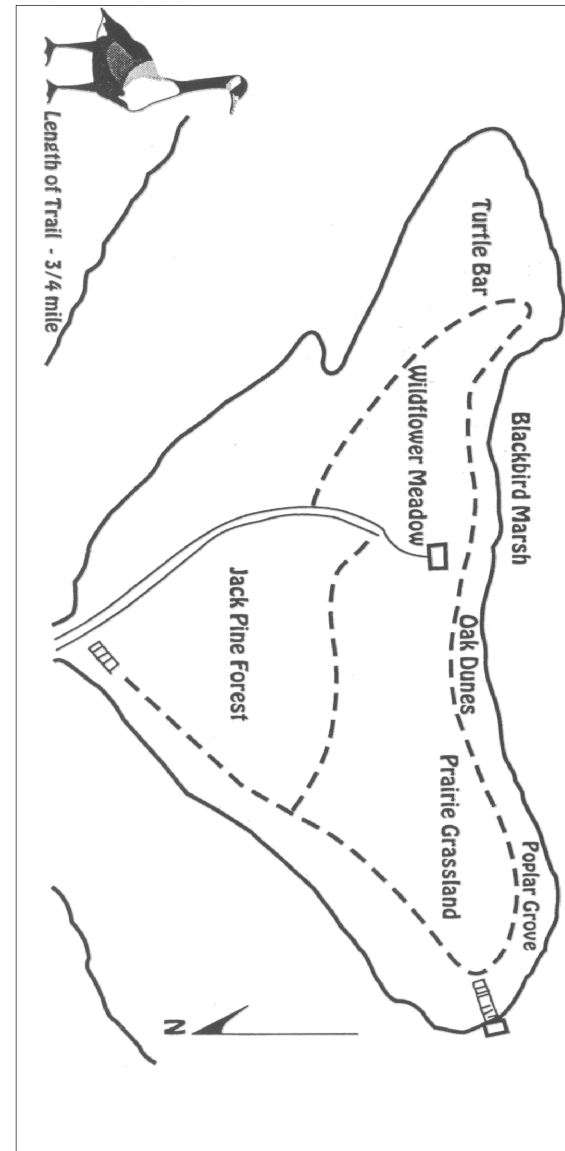 Poplar Grove
Blackbird Marsh
Oak Dunes
Prairie Grassland
Turtle Bar
Wildflower Meadow
Jack Pine Forest
N
Length of Trail - 3/4 mile